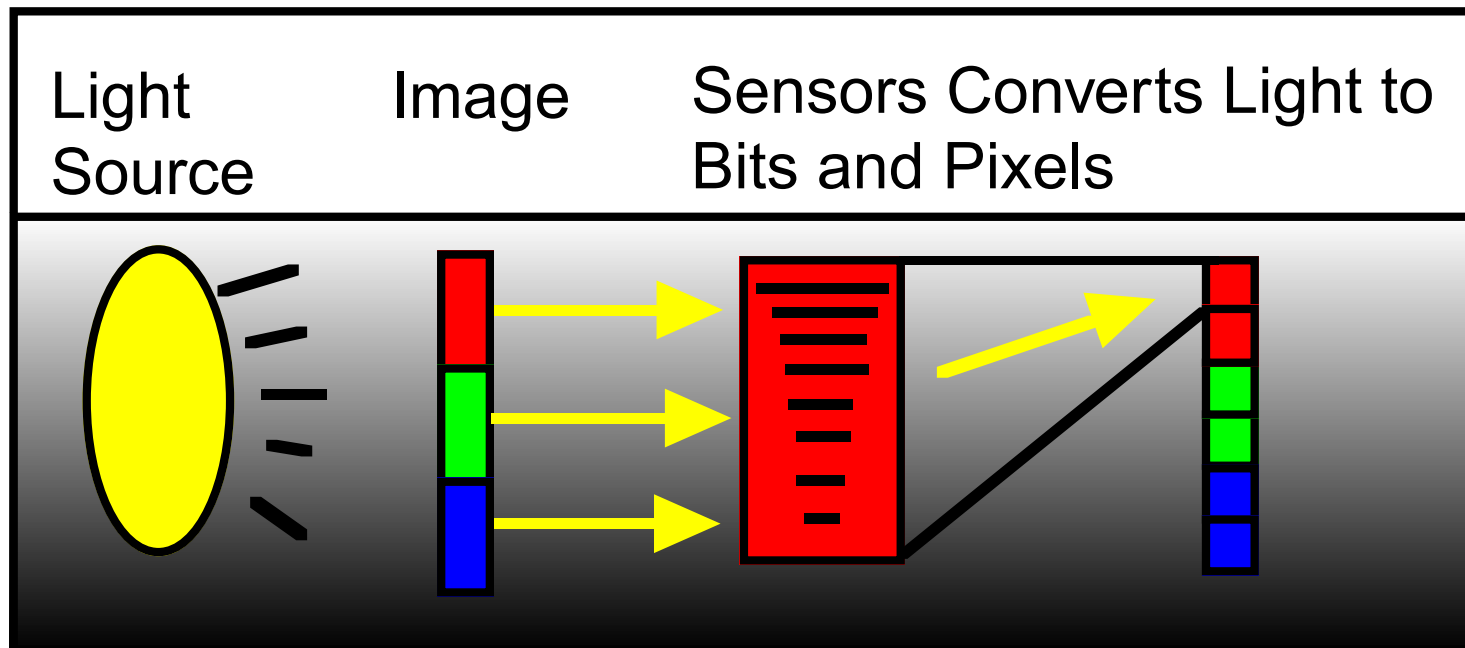 Light
Source
Image
Sensors Converts Light to
Bits and Pixels